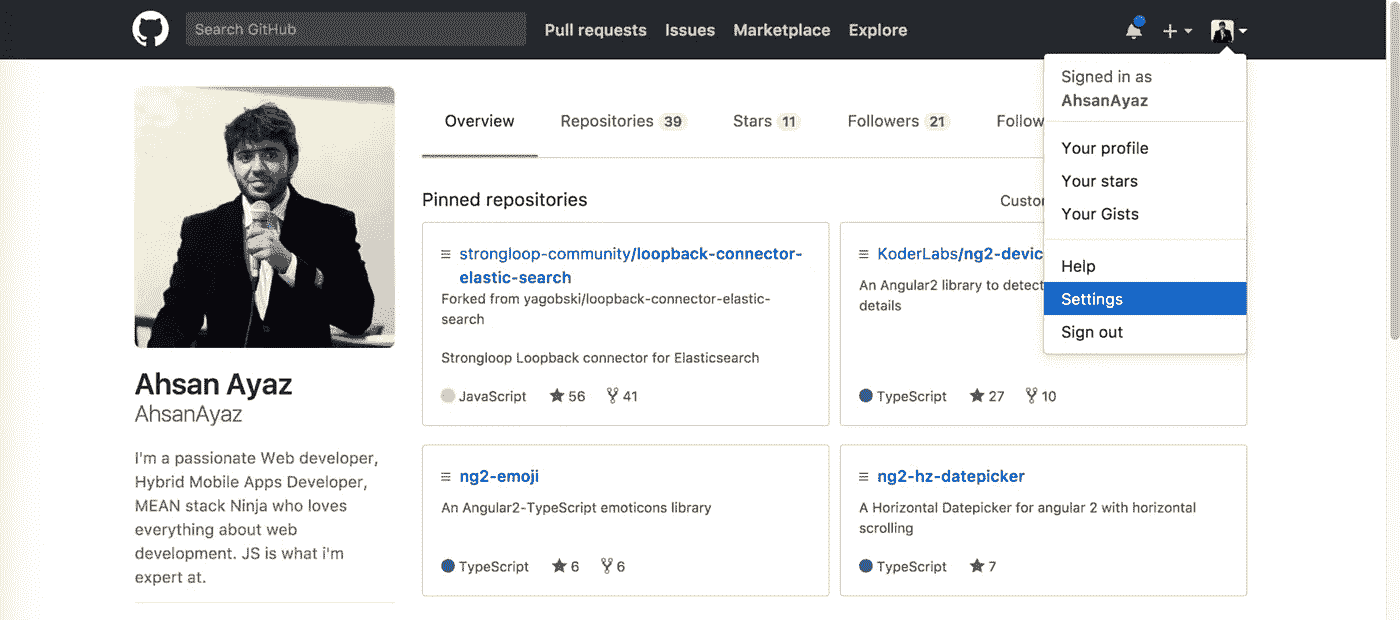 Search GitHub
Pull requests
Issues
Marketplace
Explore
Signed in as
AhsanAyaz
Your profile
Your stars
Your Gists
Help
Settings
Sign out
Overview
Repositories 39
Stars 11
Followers 21
Follow
Ahsan Ayaz
AhsanAyaz
I'm a passionate Web developer,
Hybrid Mobile Apps Developer,
MEAN stack Ninja who loves
everything about web
development. JS is what i'm
expert at.
Pinned repositories
Custo
strongloop-community/loopback-connector-
elastic-search
Forked from yagobski/loopback-connector-elastic-
search
Strongloop Loopback connector for Elasticsearch
JavaScript 56 41
KoderLabs/ng2-devic
An Angular2 library to detect
details
TypeScript 27 10
ng2-emoji
An Angular2-TypeScript emoticons library
TypeScript 6 6
ng2-hz-datepicker
A Horizontal Datepicker for angular 2 with horizontal
scrolling
TypeScript 7